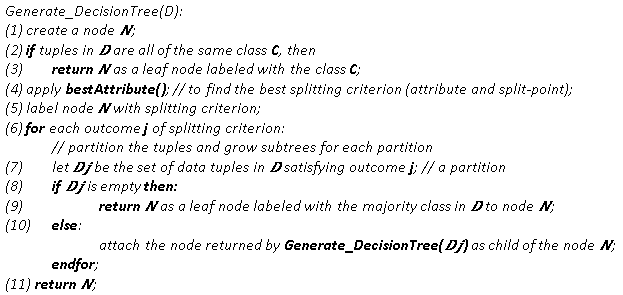 Generate_DecisionTree(D):
(1) create a node N;
(2) if tuples in D are all of the same class C, then
(3) return N as a leaf node labeled with the class C;
(4) apply bestAttribute(); // to find the best splitting criterion (attribute and split-point);
(5) label node N with splitting criterion;
(6) for each outcome j of splitting criterion:
// partition the tuples and grow subtrees for each partition
(7) let Dj be the set of data tuples in D satisfying outcome j; // a partition
(8) if Dj is empty then:
(9) return N as a leaf node labeled with the majority class in D to node N;
(10) else:
attach the node returned by Generate_DecisionTree(Dj) as child of the node N;
endfor;
(11) return N;